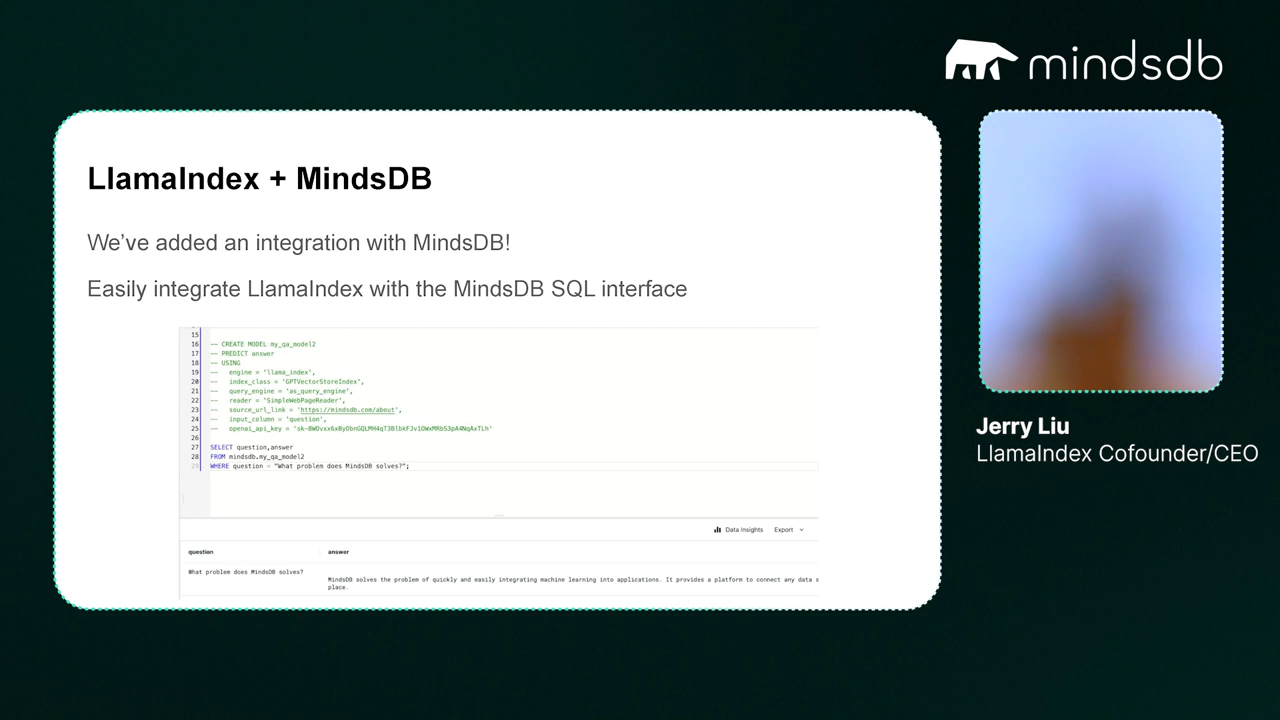 mindsdb
LlamaIndex + MindsDB
We've added an integration with MindsDB!
Easily integrate LlamaIndex with the MindsDB SQL interface
15
16 -- CREATE MODEL my_qa_model2
17 -- PREDICT answer
18 -- USING
19 -- engine = 'llama_index',
20 -- index_class = 'GPTVectorStoreIndex',
21 -- query_engine = 'as_query_engine',
22 -- reader = 'SimpleWebPageReader',
23 -- source_url_link = 'https://mindsdb.com/about',
24 -- input_column = 'question',
25 -- openai_api_key =
26
27 SELECT question,answer
28 FROM mindsdb.my_qa_model2
29 WHERE question = "What problem does MindsDB solves?";
Data Insights Export
question answer
What problem does MindsDB solves?
MindsDB solves the problem of quickly and easily integrating machine learning into applications. It provides a platform to connect any data s
place.
Jerry Liu
LlamaIndex Cofounder/CEO